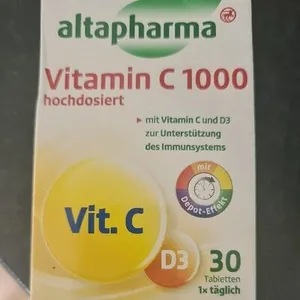 altapharma
Vitamin C 1000
hochdosiert
mit Vitamin C und D3
zur Unterstützung
des Immunsystems
mit
Depot-Effekt
Vit. C
D3
30
Tabletten
1x täglich